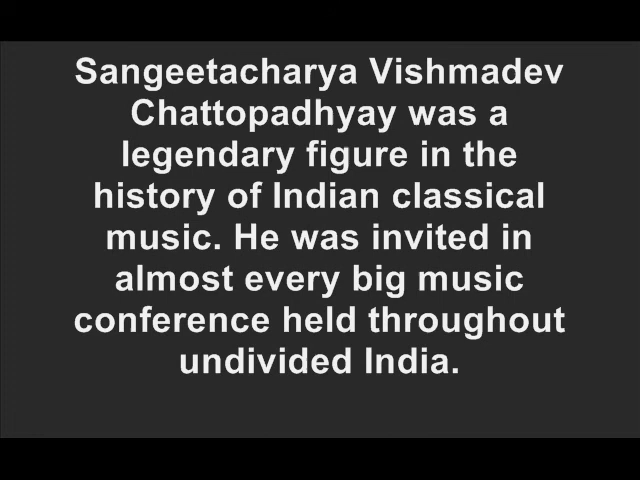 Sangeetacharya Vishmadev
Chattopadhyay was a
legendary figure in the
history of Indian classical
music. He was invited in
almost every big music
conference held throughout
undivided India.